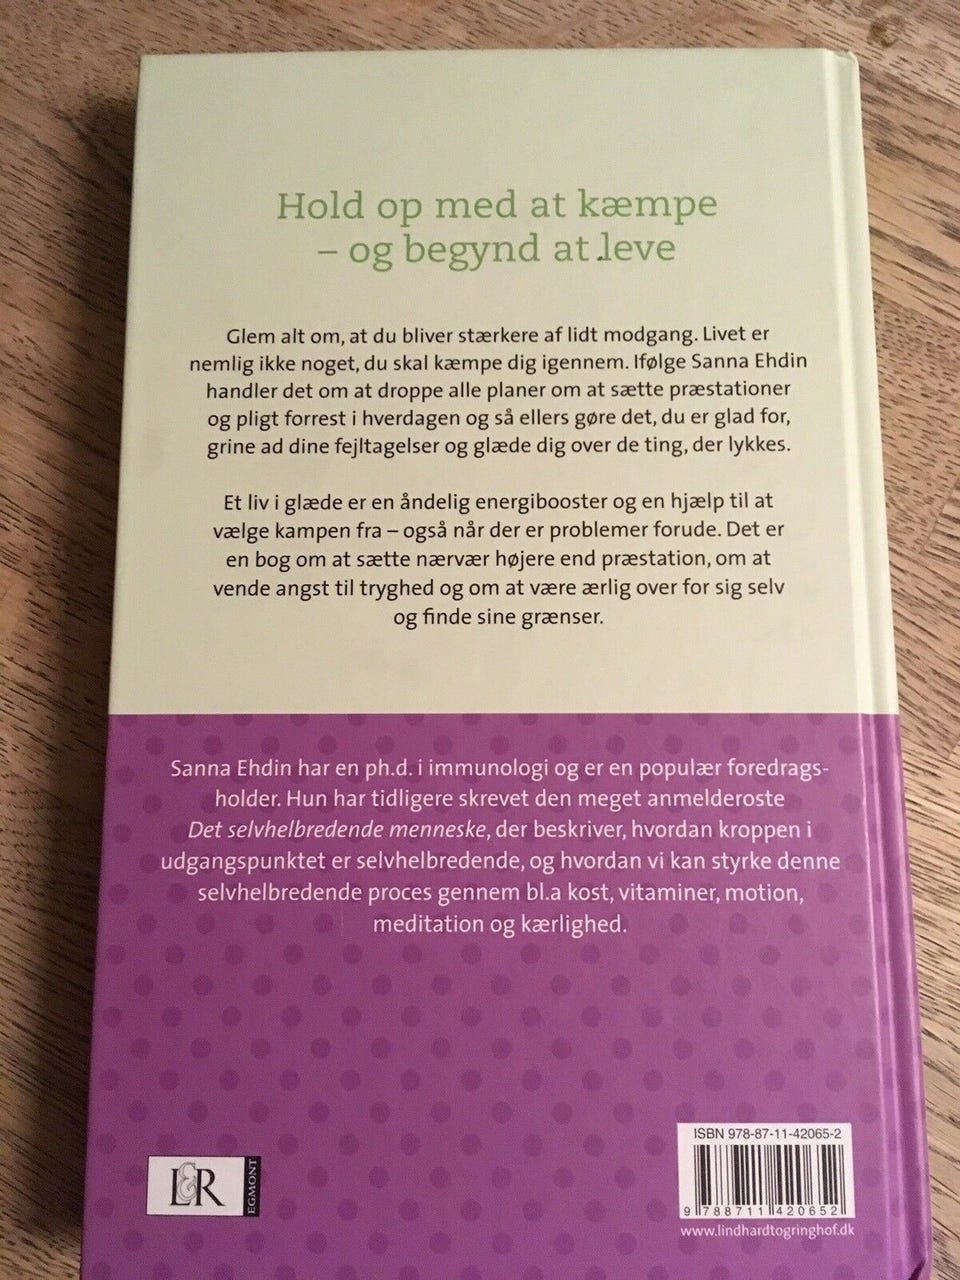 Hold op med at kæmpe
– og begynd at leve
Glem alt om, at du bliver stærkere af lidt modgang. Livet er
nemlig ikke noget, du skal kæmpe dig igennem. Ifølge Sanna Ehdin
handler det om at droppe alle planer om at sætte præstationer
og pligt forrest i hverdagen og så ellers gøre det, du er glad for,
grine ad dine fejltagelser og glæde dig over de ting, der lykkes.
Et liv i glæde er en åndelig energibooster og en hjælp til at
vælge kampen fra – også når der er problemer forude. Det er
en bog om at sætte nærvær højere end præstation, om at
vende angst til tryghed og om at være ærlig over for sig selv
og finde sine grænser.
Sanna Ehdin har en ph.d. i immunologi og er en populær foredrags-
holder. Hun har tidligere skrevet den meget anmelderoste
Det selvhelbredende menneske, der beskriver, hvordan kroppen i
udgangspunktet er selvhelbredende, og hvordan vi kan styrke denne
selvhelbredende proces gennem bl.a kost, vitaminer, motion,
meditation og kærlighed.
L&R
EGMONT
ISBN 978-87-11-42065-2
9 788711 420652
www.lindhardtogringhof.dk